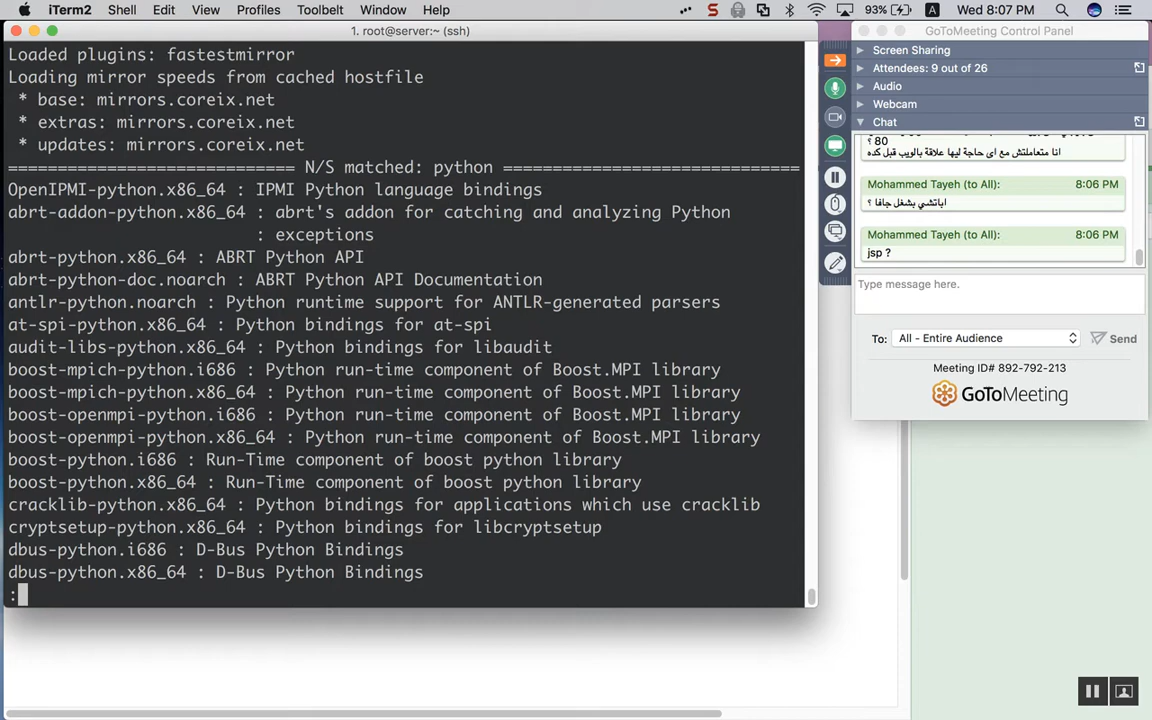 iTerm2 Shell Edit View Profiles Toolbelt Window Help 93% A Wed 8:07 PM
1. root@server:~ (ssh)
Loaded plugins: fastestmirror
Loading mirror speeds from cached hostfile
* base: mirrors.coreix.net
* extras: mirrors.coreix.net
* updates: mirrors.coreix.net
============================= N/S matched: python ==============================
OpenIPMI-python.x86_64 : IPMI Python language bindings
abrt-addon-python.x86_64 : abrt's addon for catching and analyzing Python
: exceptions
abrt-python.x86_64 : ABRT Python API
abrt-python-doc.noarch : ABRT Python API Documentation
antlr-python.noarch : Python runtime support for ANTLR-generated parsers
at-spi-python.x86_64 : Python bindings for at-spi
audit-libs-python.x86_64 : Python bindings for libaudit
boost-mpich-python.i686 : Python run-time component of Boost.MPI library
boost-mpich-python.x86_64 : Python run-time component of Boost.MPI library
boost-openmpi-python.i686 : Python run-time component of Boost.MPI library
boost-openmpi-python.x86_64 : Python run-time component of Boost.MPI library
boost-python.i686 : Run-Time component of boost python library
boost-python.x86_64 : Run-Time component of boost python library
cracklib-python.x86_64 : Python bindings for applications which use cracklib
cryptsetup-python.x86_64 : Python bindings for libcryptsetup
dbus-python.i686 : D-Bus Python Bindings
dbus-python.x86_64 : D-Bus Python Bindings
:
GoToMeeting Control Panel
Screen Sharing
Attendees: 9 out of 26
Audio
Webcam
Chat
80 ؟
انا متعاملتش مع اى حاجة ليها علاقة بالويب قبل كده
Mohammed Tayeh (to All): 8:06 PM
اباتشي بشغل جافا ؟
Mohammed Tayeh (to All): 8:06 PM
jsp ?
Type message here.
To: All - Entire Audience Send
Meeting ID# 892-792-213
GoToMeeting